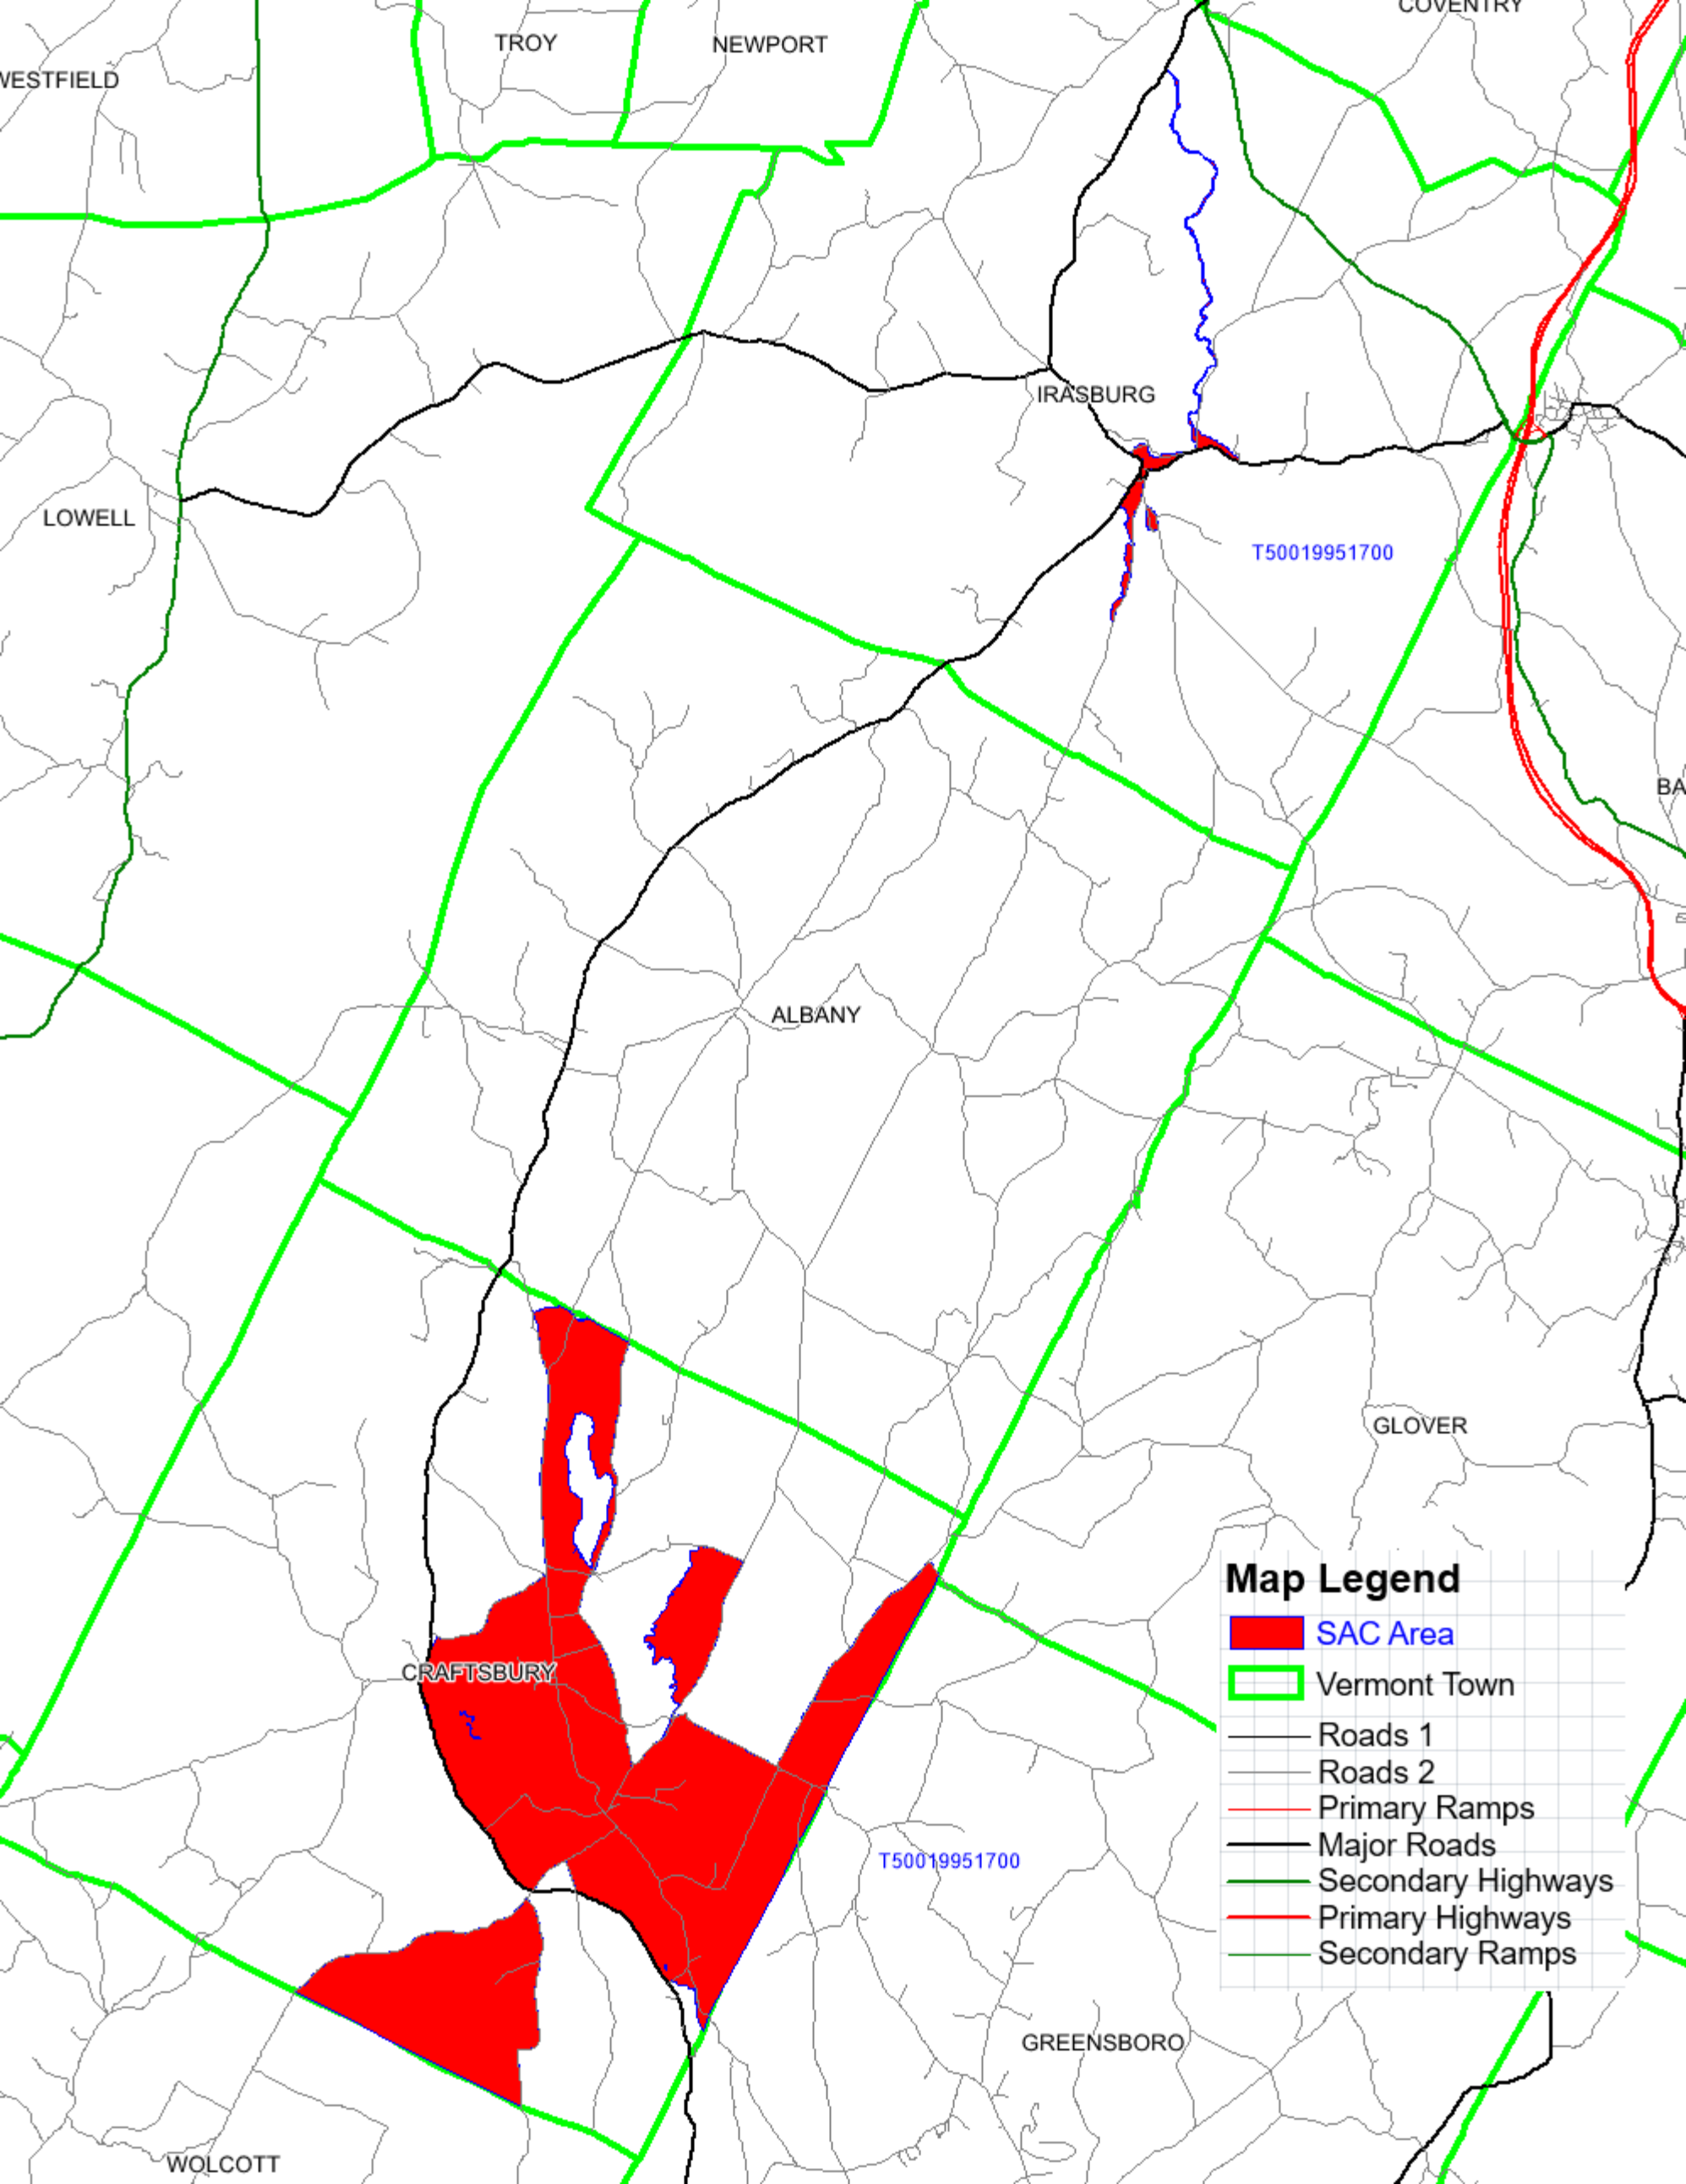 COVENTRY
TROY
NEWPORT
WESTFIELD
IRASBURG
LOWELL
T50019951700
BA
ALBANY
GLOVER
Map Legend
SAC Area
CRAFTSBURY
Vermont Town
Roads 1
Roads 2
Primary Ramps
Major Roads
T50019951700
Secondary Highways
Primary Highways
Secondary Ramps
GREENSBORO
WOLCOTT